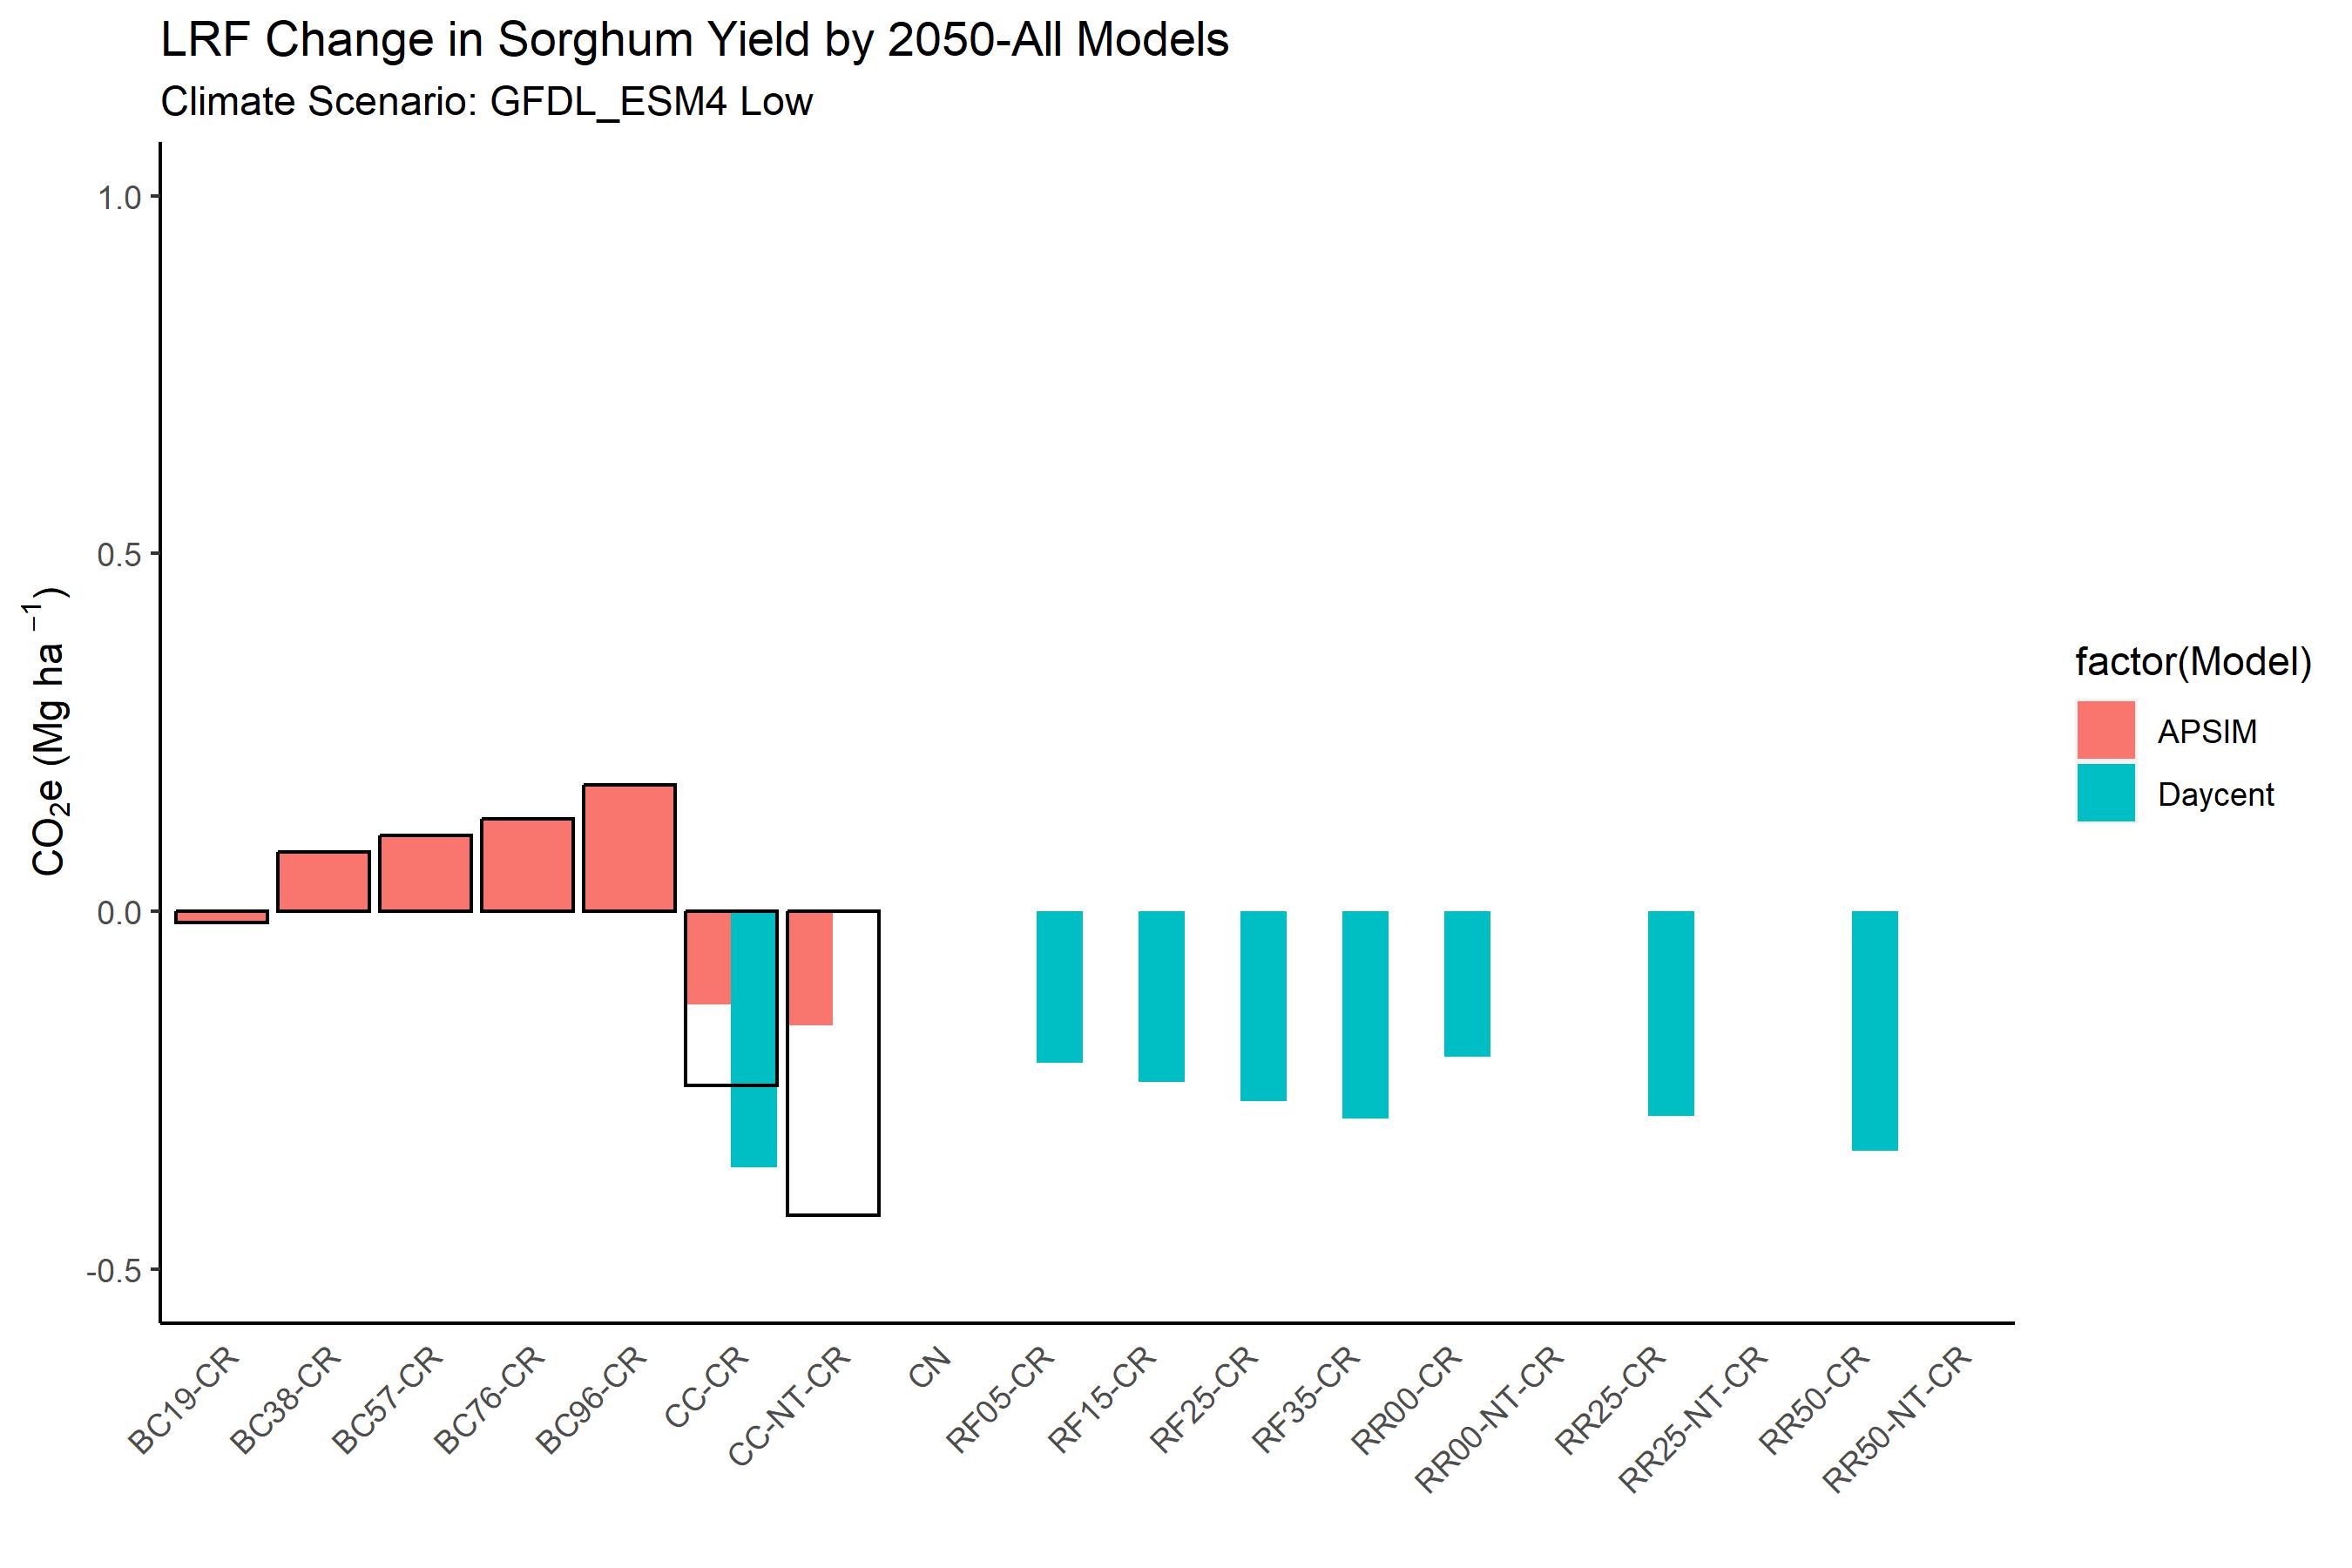 LRF Change in Sorghum Yield by 2050-All Models
Climate Scenario: GFDL_ESM4 Low
CO₂e (Mg ha ⁻¹)
1.0
0.5
0.0
-0.5
BC19-CR
BC38-CR
BC57-CR
BC76-CR
BC96-CR
CC-CR
CC-NT-CR
CN
RF05-CR
RF15-CR
RF25-CR
RF35-CR
RR00-CR
RR00-NT-CR
RR25-CR
RR25-NT-CR
RR50-CR
RR50-NT-CR
factor(Model)
APSIM
Daycent